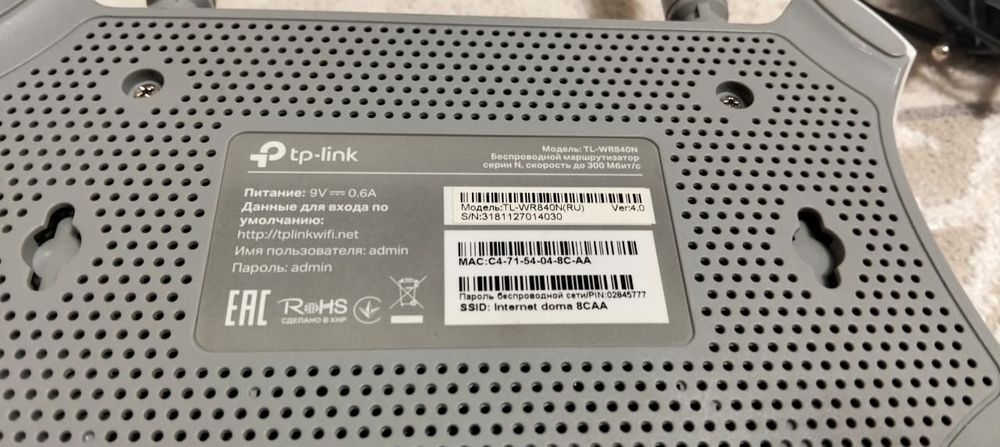 tp-link
Модель: TL-WR840N
Беспроводной маршрутизатор
серии N, скорость до 300 Мбит/с
Питание: 9V 0.6A
Данные для входа по
умолчанию:
http://tplinkwifi.net
Имя пользователя: admin
Пароль: admin
Модель:TL-WR840N(RU) Ver:4.0
S/N:3181127014030
MAC:C4-71-54-04-8C-AA
Пароль беспроводной сети/PIN:02845777
SSID: Internet doma 8CAA
EAC
RoHS
СДЕЛАНО В КНР